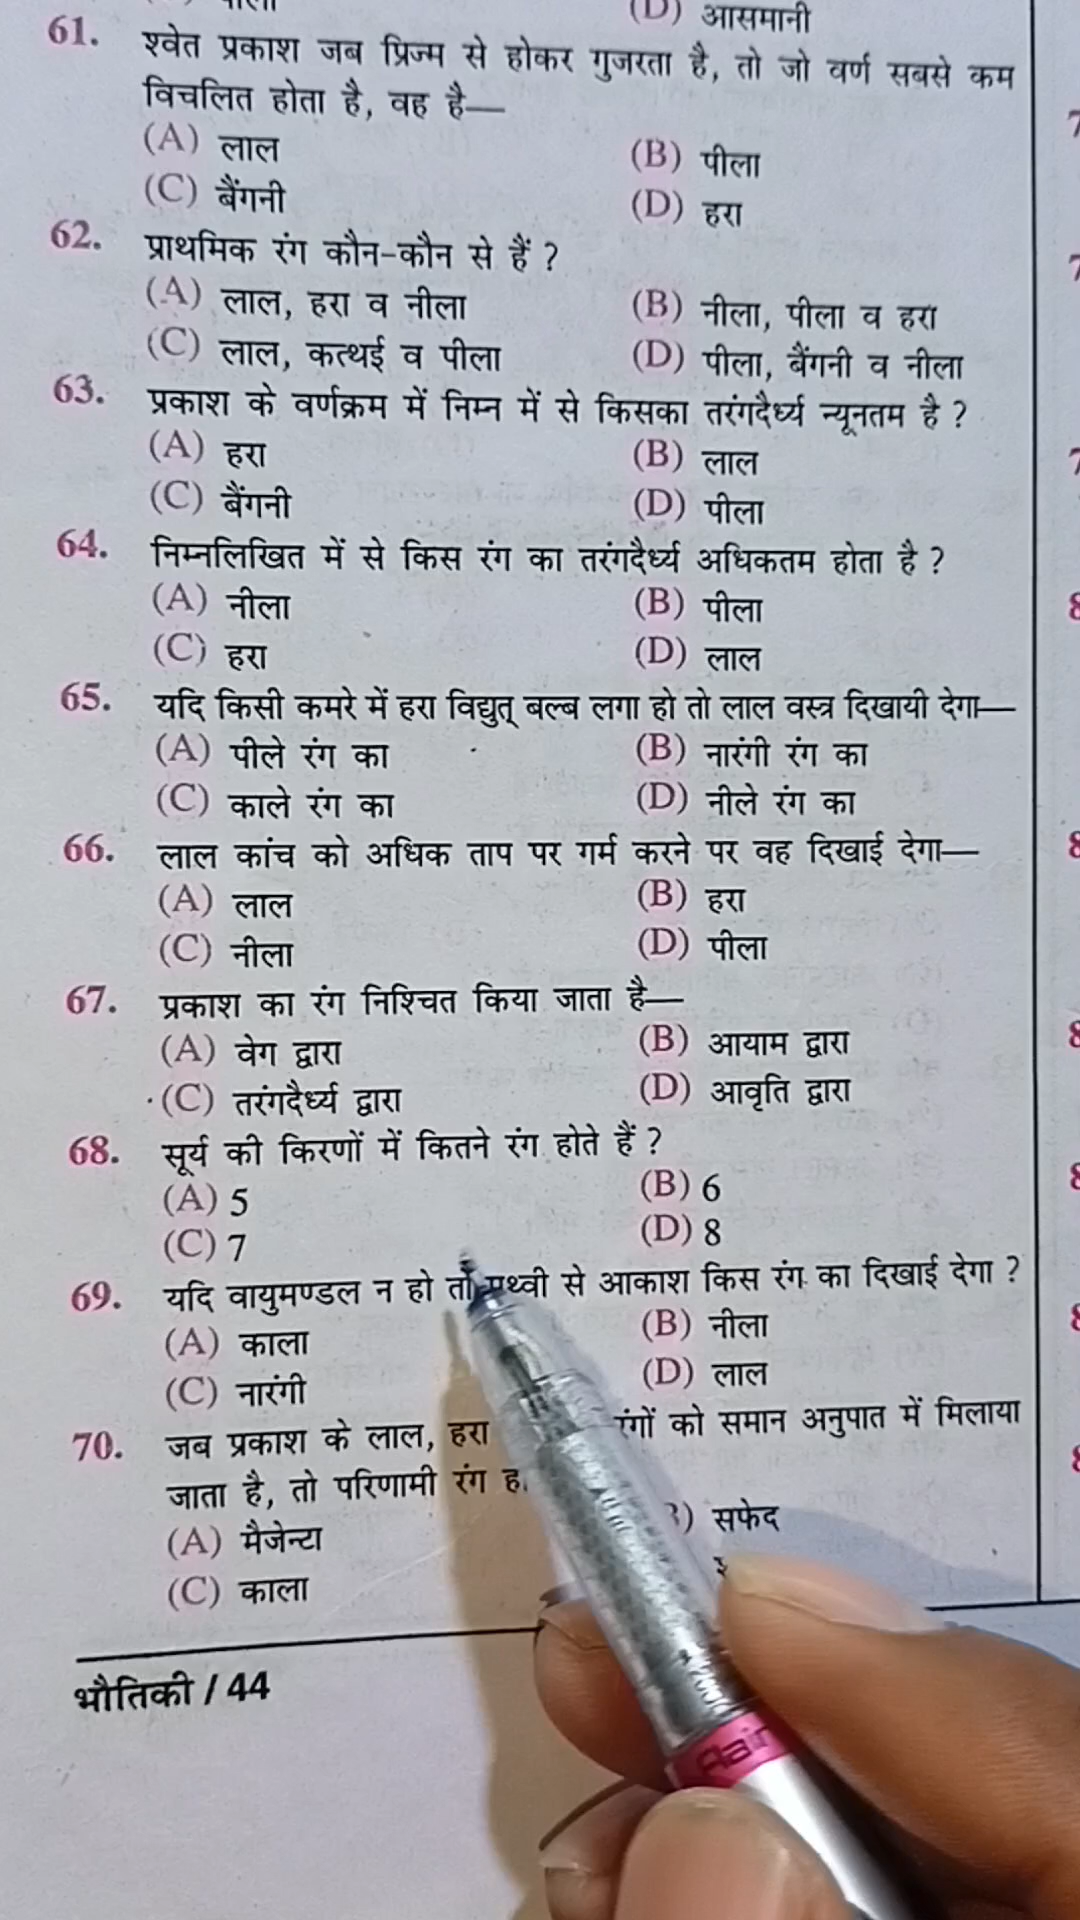 (D) आसमानी
61. श्वेत प्रकाश जब प्रिज्म से होकर गुजरता है, तो जो वर्ण सबसे कम
विचलित होता है, वह है—
(A) लाल (B) पीला
(C) बैंगनी (D) हरा
62. प्राथमिक रंग कौन-कौन से हैं ?
(A) लाल, हरा व नीला (B) नीला, पीला व हरा
(C) लाल, कत्थई व पीला (D) पीला, बैंगनी व नीला
63. प्रकाश के वर्णक्रम में निम्न में से किसका तरंगदैर्ध्य न्यूनतम है ?
(A) हरा (B) लाल
(C) बैंगनी (D) पीला
64. निम्नलिखित में से किस रंग का तरंगदैर्ध्य अधिकतम होता है ?
(A) नीला (B) पीला
(C) हरा (D) लाल
65. यदि किसी कमरे में हरा विद्युत् बल्ब लगा हो तो लाल वस्त्र दिखायी देगा—
(A) पीले रंग का (B) नारंगी रंग का
(C) काले रंग का (D) नीले रंग का
66. लाल कांच को अधिक ताप पर गर्म करने पर वह दिखाई देगा—
(A) लाल (B) हरा
(C) नीला (D) पीला
67. प्रकाश का रंग निश्चित किया जाता है—
(A) वेग द्वारा (B) आयाम द्वारा
(C) तरंगदैर्ध्य द्वारा (D) आवृति द्वारा
68. सूर्य की किरणों में कितने रंग होते हैं ?
(A) 5 (B) 6
(C) 7 (D) 8
69. यदि वायुमण्डल न हो तो पृथ्वी से आकाश किस रंग का दिखाई देगा ?
(A) काला (B) नीला
(C) नारंगी (D) लाल
70. जब प्रकाश के लाल, हरा रंगों को समान अनुपात में मिलाया
जाता है, तो परिणामी रंग
(A) मैजेन्टा सफेद
(C) काला
भौतिकी / 44